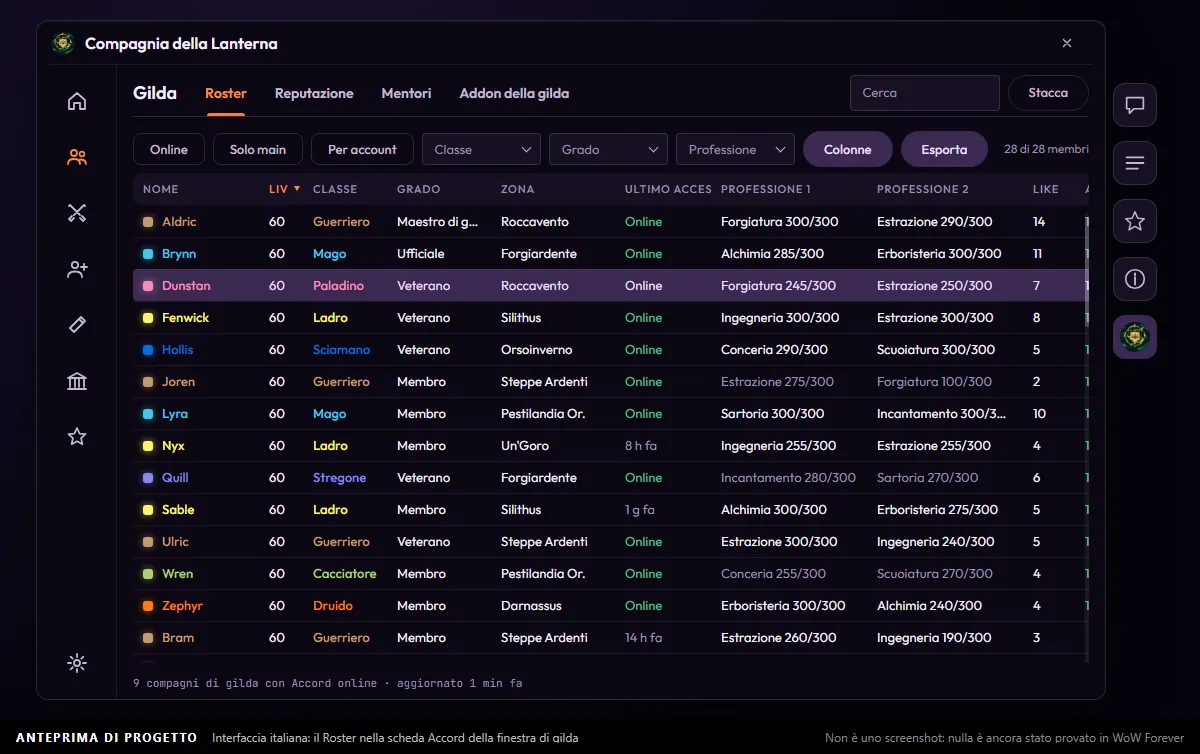 Compagnia della Lanterna
Gilda Roster Reputazione Mentori Addon della gilda Cerca Stacca
Online Solo main Per account Classe Grado Professione Colonne Esporta 28 di 28 membri
NOME LIV CLASSE GRADO ZONA ULTIMO ACCES PROFESSIONE 1 PROFESSIONE 2 LIKE
Aldric 60 Guerriero Maestro di g... Roccavento Online Forgiatura 300/300 Estrazione 290/300 14
Brynn 60 Mago Ufficiale Forgiardente Online Alchimia 285/300 Erboristeria 300/300 11
Dunstan 60 Paladino Veterano Roccavento Online Forgiatura 245/300 Estrazione 250/300 7
Fenwick 60 Ladro Veterano Silithus Online Ingegneria 300/300 Estrazione 300/300 8
Hollis 60 Sciamano Veterano Orsoinverno Online Conceria 290/300 Scuoiatura 300/300 5
Joren 60 Guerriero Membro Steppe Ardenti Online Estrazione 275/300 Forgiatura 100/300 2
Lyra 60 Mago Membro Pestilandia Or. Online Sartoria 300/300 Incantamento 300/3... 10
Nyx 60 Ladro Membro Un'Goro 8 h fa Ingegneria 255/300 Estrazione 255/300 4
Quill 60 Stregone Veterano Forgiardente Online Incantamento 280/300 Sartoria 270/300 6
Sable 60 Ladro Membro Silithus 1 g fa Alchimia 300/300 Erboristeria 275/300 5
Ulric 60 Guerriero Veterano Steppe Ardenti Online Estrazione 300/300 Ingegneria 240/300 5
Wren 60 Cacciatore Membro Pestilandia Or. Online Conceria 255/300 Scuoiatura 270/300 4
Zephyr 60 Druido Membro Darnassus Online Erboristeria 300/300 Alchimia 240/300 4
Bram 60 Guerriero Membro Steppe Ardenti 14 h fa Estrazione 260/300 Ingegneria 190/300 3
9 compagni di gilda con Accord online · aggiornato 1 min fa
ANTEPRIMA DI PROGETTO Interfaccia italiana: il Roster nella scheda Accord della finestra di gilda Non è uno screenshot: nulla è ancora stato provato in WoW Forever